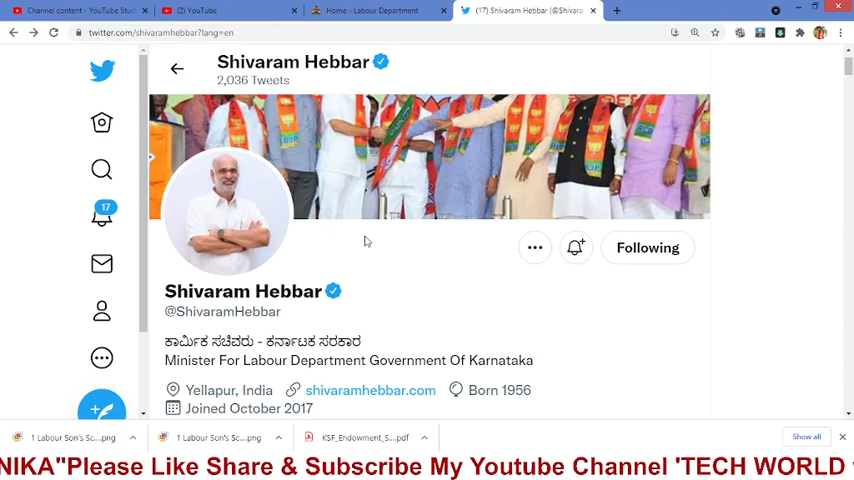 Channel content - YouTube Stud
(2) YouTube
Home - Labour Department
(17) Shivaram Hebbar (@Shivara
twitter.com/shivaramhebbar?lang=en
Shivaram Hebbar
2,036 Tweets
17
Following
Shivaram Hebbar
@ShivaramHebbar
ಕಾರ್ಮಿಕ ಸಚಿವರು - ಕರ್ನಾಟಕ ಸರಕಾರ
Minister For Labour Department Government Of Karnataka
Yellapur, India shivaramhebbar.com Born 1956
Joined October 2017
1 Labour Son's Sc....png
1 Labour Son's Sc....png
KSF_Endowment_S....pdf
Show all
NIKA"Please Like Share & Subscribe My Youtube Channel 'TECH WORLD